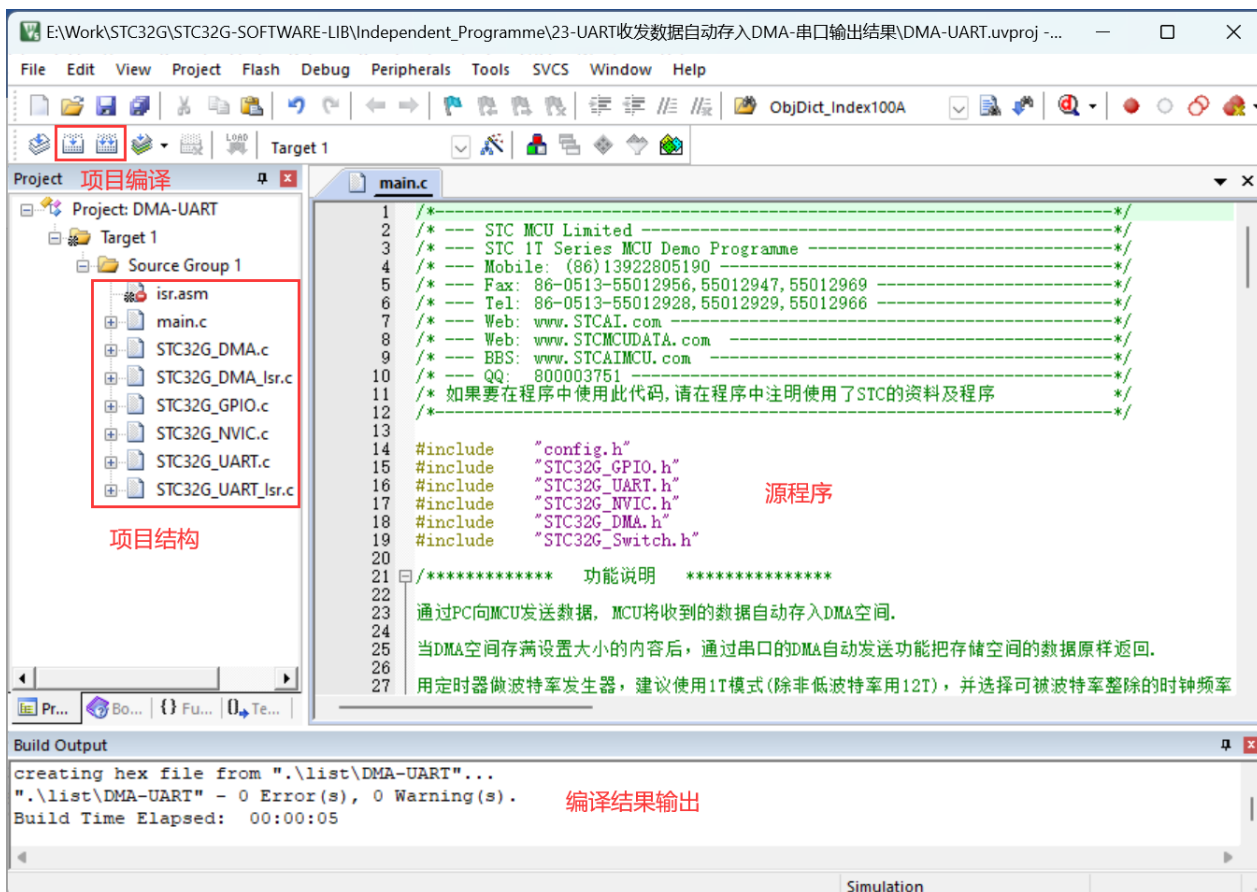 E:\Work\STC32G\STC32G-SOFTWARE-LIB\Independent_Programme\23-UART收发数据自动存入DMA-串口输出结果\DMA-UART.uvproj -...
File Edit View Project Flash Debug Peripherals Tools SVCS Window Help
ObjDict_Index100A
LOAD
Target 1
Project 项目编译
main.c
Project: DMA-UART
Target 1
Source Group 1
isr.asm
main.c
STC32G_DMA.c
STC32G_DMA_Isr.c
STC32G_GPIO.c
STC32G_NVIC.c
STC32G_UART.c
STC32G_UART_Isr.c
项目结构
1 /*---------------------------------------------------------------------*/
2 /* --- STC MCU Limited ------------------------------------------------*/
3 /* --- STC 1T Series MCU Demo Programme -------------------------------*/
4 /* --- Mobile: (86)13922805190 ----------------------------------------*/
5 /* --- Fax: 86-0513-55012956,55012947,55012969 ------------------------*/
6 /* --- Tel: 86-0513-55012928,55012929,55012966 ------------------------*/
7 /* --- Web: www.STCAI.com ---------------------------------------------*/
8 /* --- Web: www.STCMCUDATA.com ---------------------------------------*/
9 /* --- BBS: www.STCAIMCU.com -----------------------------------------*/
10 /* --- QQ: 800003751 -------------------------------------------------*/
11 /* 如果要在程序中使用此代码,请在程序中注明使用了STC的资料及程序 */
12 /*---------------------------------------------------------------------*/
13
14 #include "config.h"
15 #include "STC32G_GPIO.h"
16 #include "STC32G_UART.h"
17 #include "STC32G_NVIC.h"
18 #include "STC32G_DMA.h"
19 #include "STC32G_Switch.h"
源程序
20
21 /************* 功能说明 ***************
22
23 通过PC向MCU发送数据, MCU将收到的数据自动存入DMA空间.
24
25 当DMA空间存满设置大小的内容后，通过串口的DMA自动发送功能把存储空间的数据原样返回.
26
27 用定时器做波特率发生器，建议使用1T模式(除非低波特率用12T)，并选择可被波特率整除的时钟频率
Pr... Bo... {} Fu... Te...
Build Output
creating hex file from ".\list\DMA-UART"...
".\list\DMA-UART" - 0 Error(s), 0 Warning(s).
Build Time Elapsed: 00:00:05
编译结果输出
Simulation